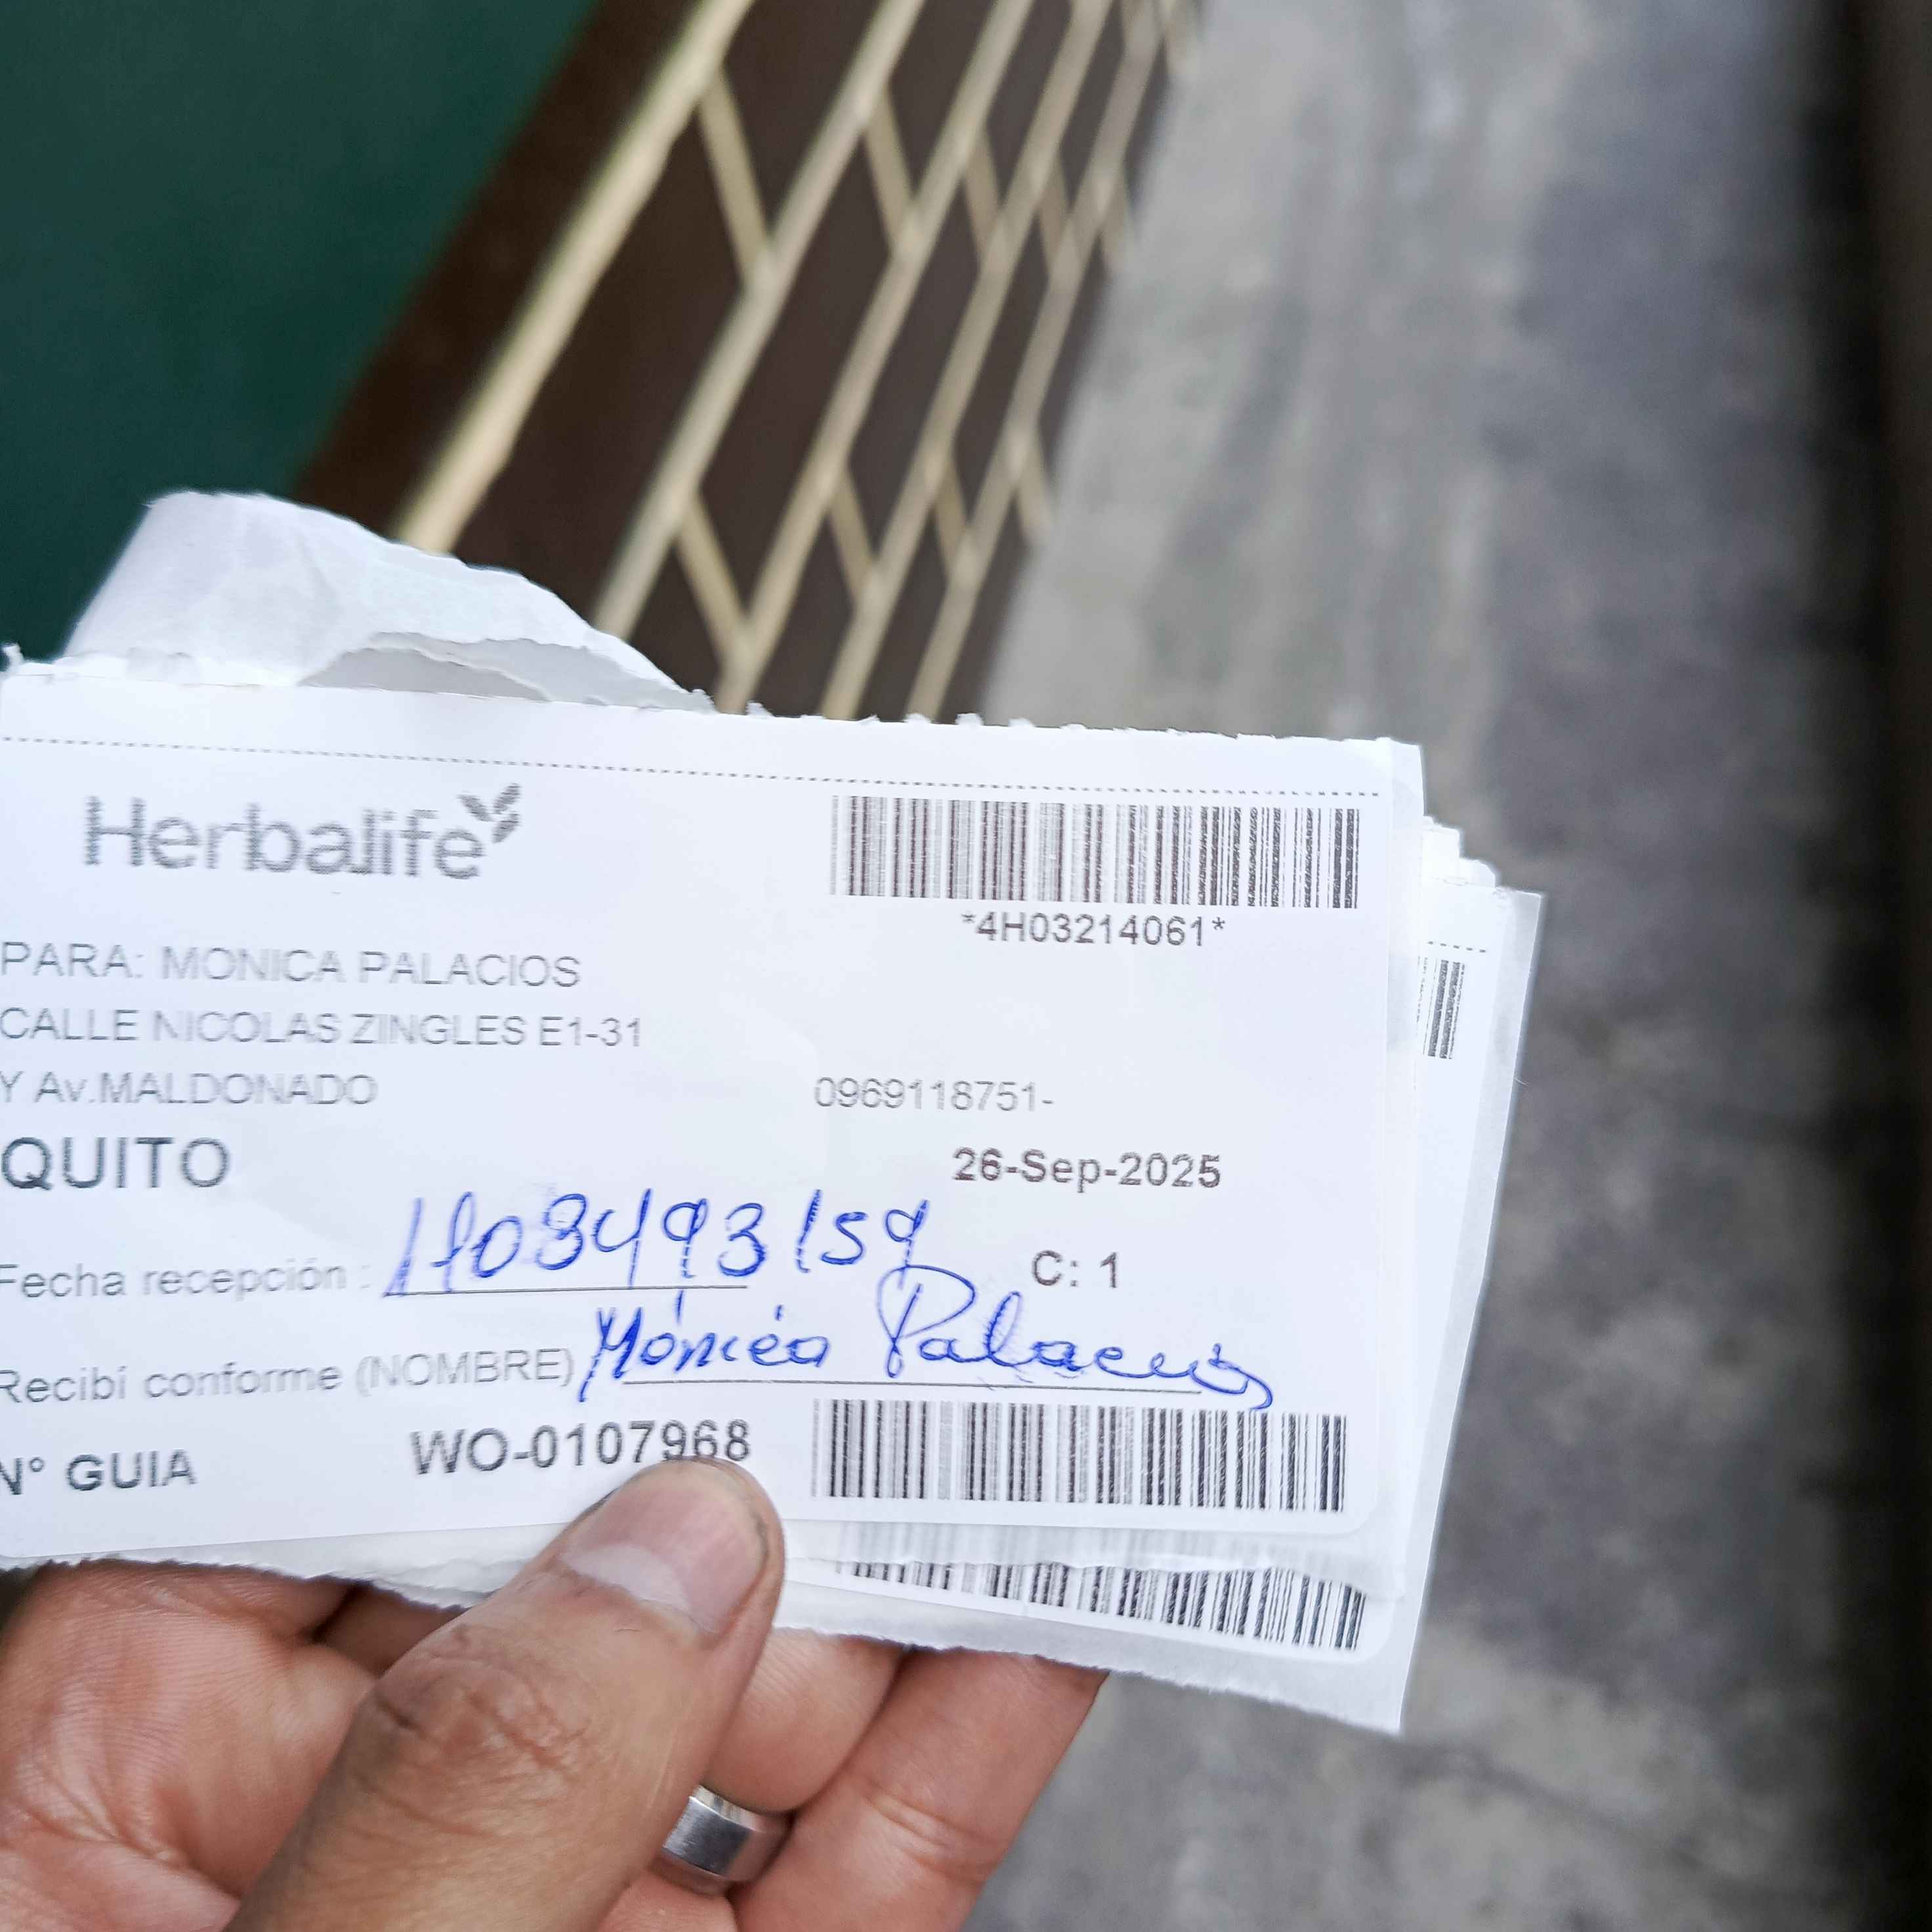 Herbalife
*4H03214061*
PARA: MONICA PALACIOS
CALLE NICOLAS ZINGLES E1-31
Y Av.MALDONADO
0969118751-
QUITO
26-Sep-2025
Fecha recepción : 1103493159
C: 1
Recibí conforme (NOMBRE) Mónica Palacios
N° GUIA WO-0107968